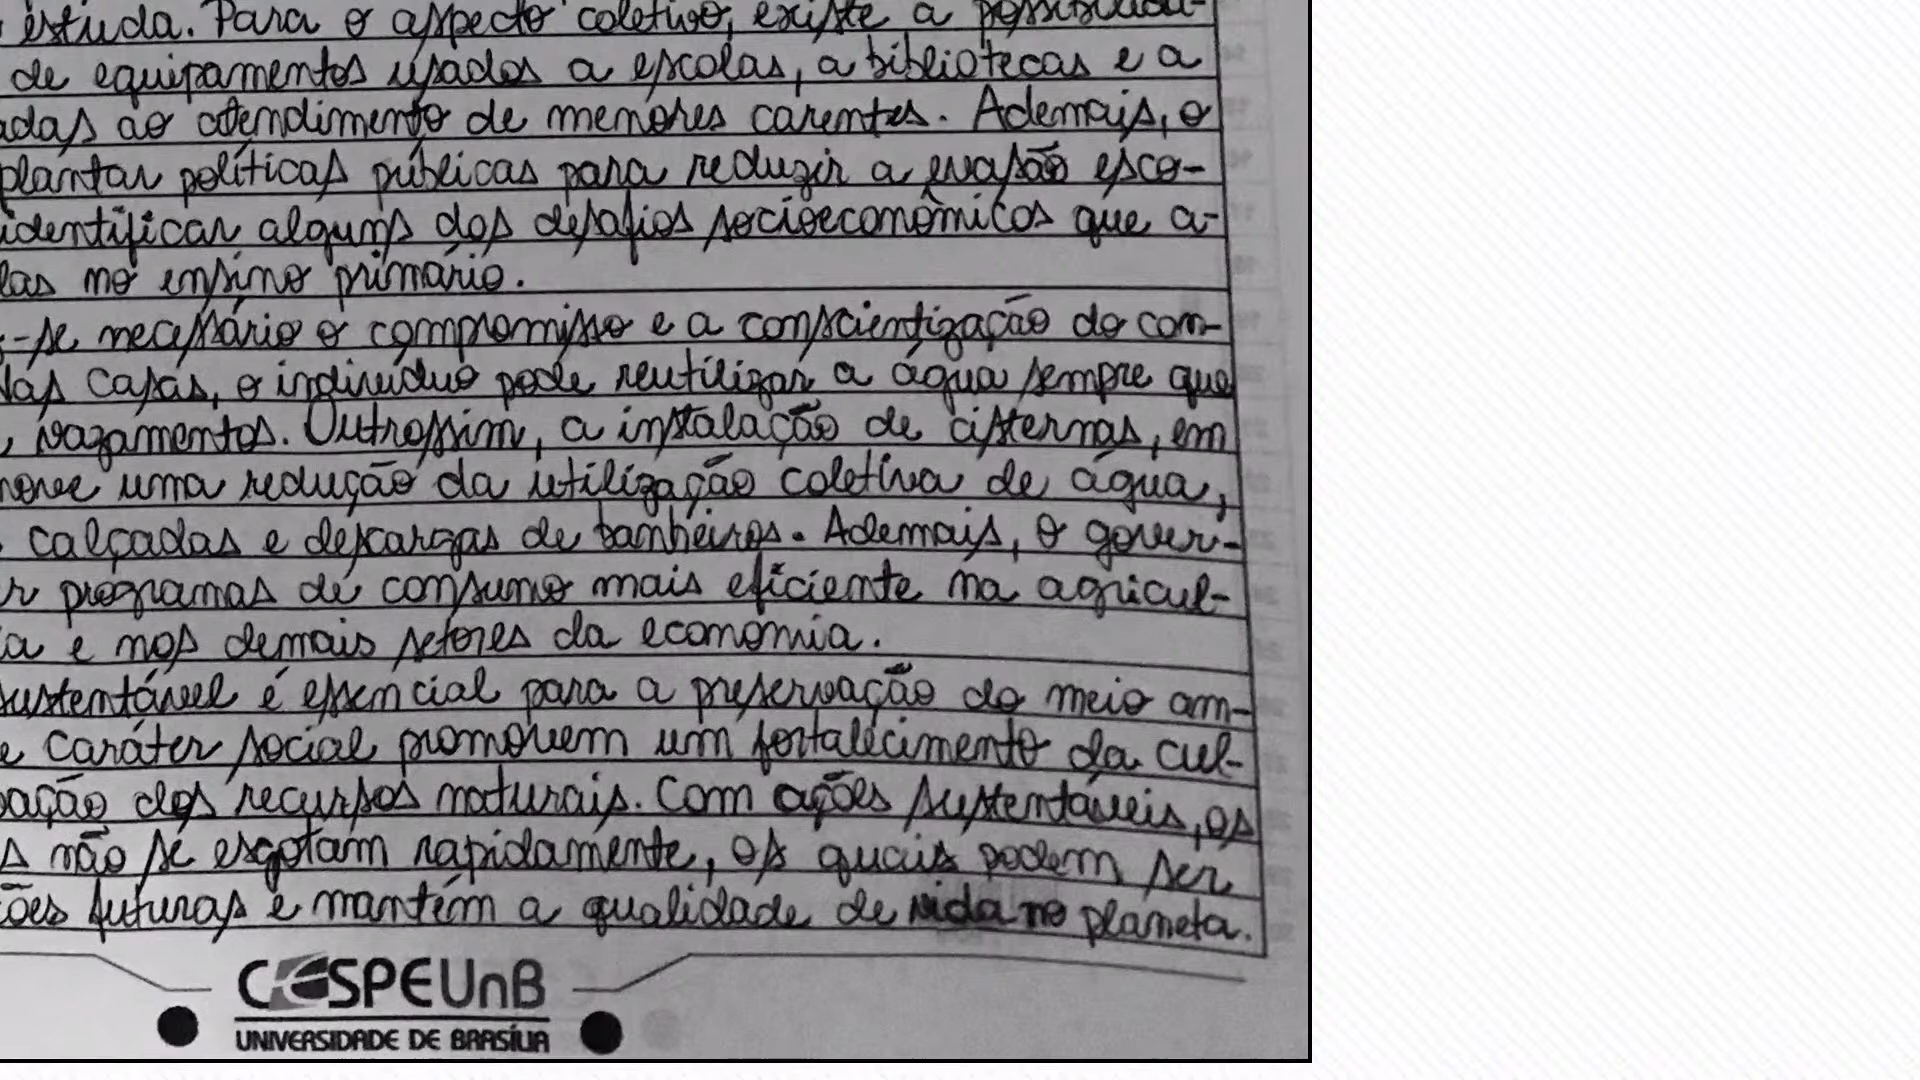 estuda. Para o aspecto coletivo, existe a possibilida-
de equipamentos usados a escolas, a bibliotecas e a
adas ao atendimento de menores carentes. Ademais, o
plantar políticas públicas para reduzir a evasão esco-
identificar alguns dos desafios socioeconômicos que a-
las no ensino primário.
-se necessário o compromisso e a conscientização do con-
Nas casas, o indivíduo pode reutilizar a água sempre que
, vazamentos. Outrossim, a instalação de cisternas, em
move uma redução da utilização coletiva de água,
calçadas e descargas de banheiros. Ademais, o gover-
r programas de consumo mais eficiente na agricul-
ia e nos demais setores da economia.
sustentável é essencial para a preservação do meio am-
e caráter social promovem um fortalecimento da cul-
vação dos recursos naturais. Com ações sustentáveis, os
s não se esgotam rapidamente, os quais podem ser
ões futuras e mantém a qualidade de vida no planeta.
CESPEUnB
UNIVERSIDADE DE BRASÍLIA